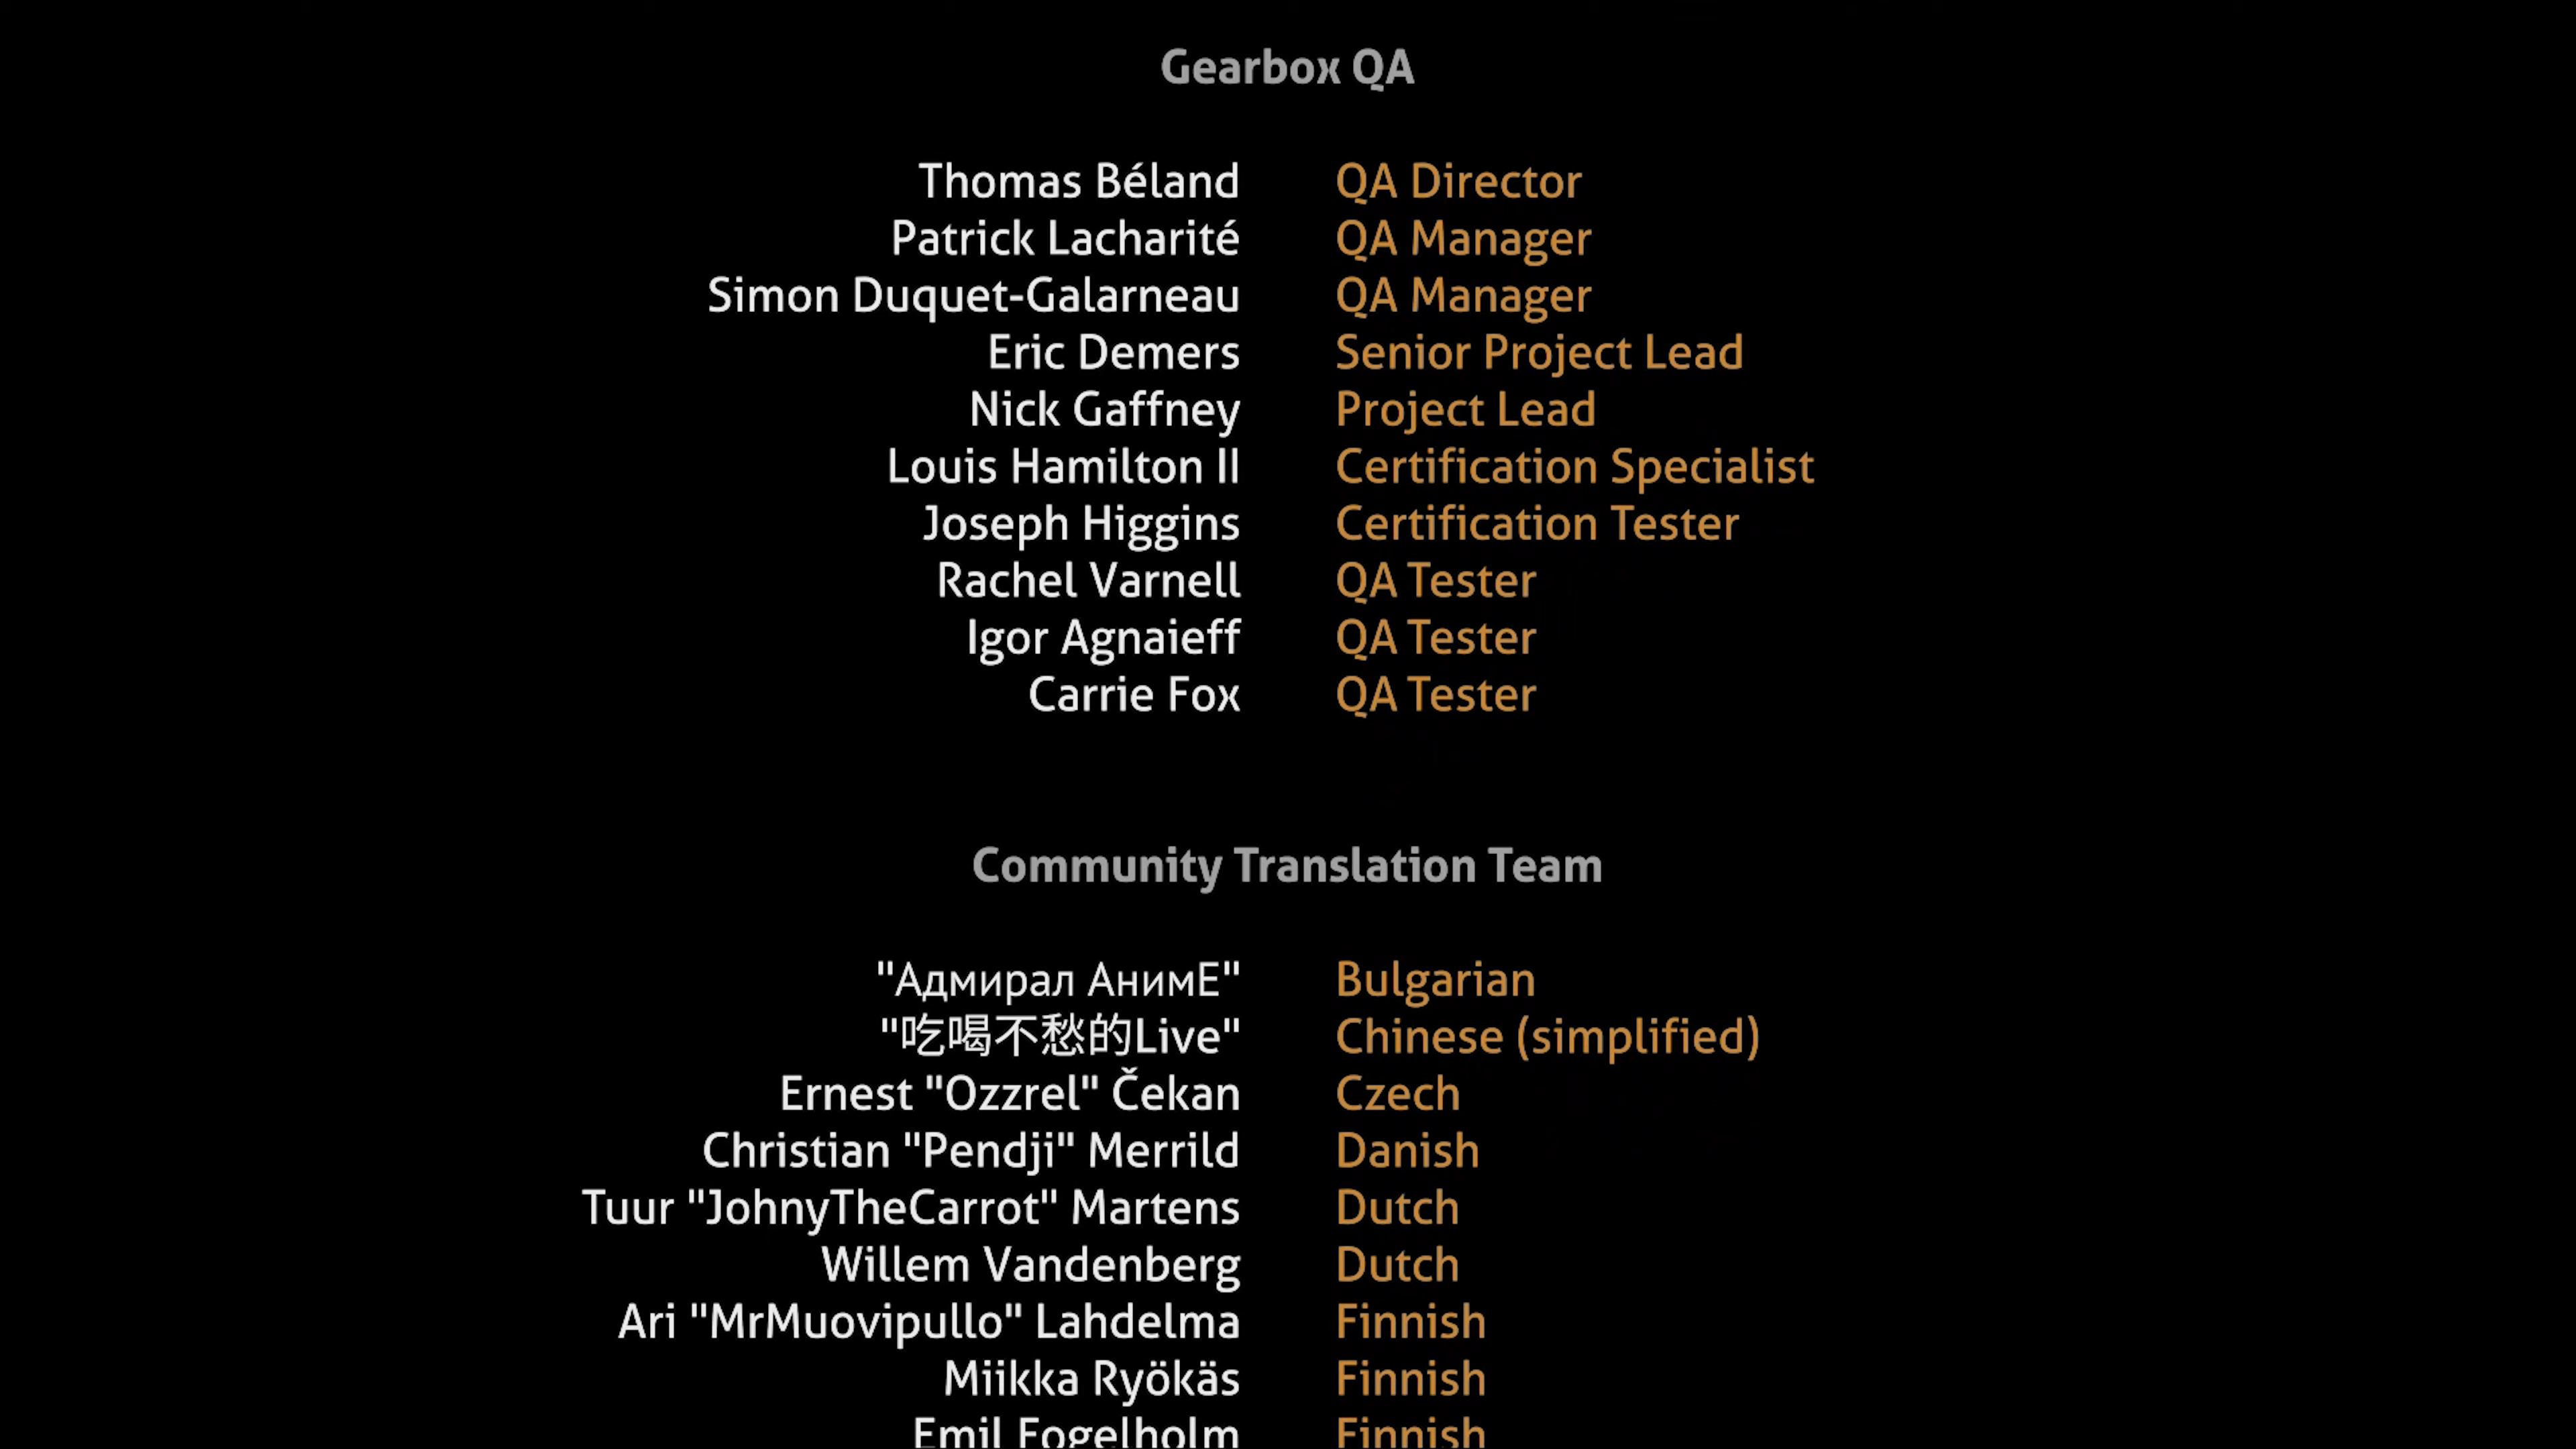 Gearbox QA
Thomas Béland QA Director
Patrick Lacharité QA Manager
Simon Duquet-Galarneau QA Manager
Eric Demers Senior Project Lead
Nick Gaffney Project Lead
Louis Hamilton II Certification Specialist
Joseph Higgins Certification Tester
Rachel Varnell QA Tester
Igor Agnaieff QA Tester
Carrie Fox QA Tester
Community Translation Team
"Адмирал АнимЕ" Bulgarian
"吃喝不愁的Live" Chinese (simplified)
Ernest "Ozzrel" Čekan Czech
Christian "Pendji" Merrild Danish
Tuur "JohnyTheCarrot" Martens Dutch
Willem Vandenberg Dutch
Ari "MrMuovipullo" Lahdelma Finnish
Miikka Ryökäs Finnish
Emil Fogelholm Finnish